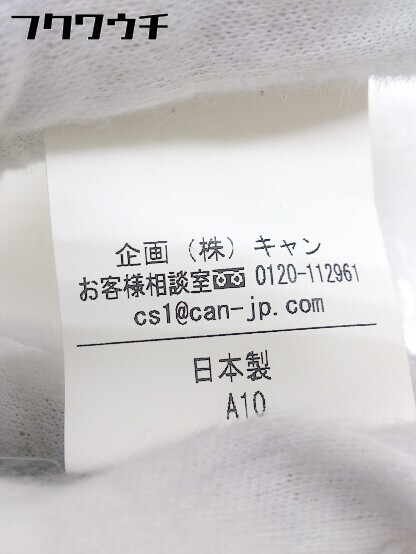 フクワウチ
企画（株）キャン
お客様相談室 0120-112961
cs1@can-jp.com
日本製
A10